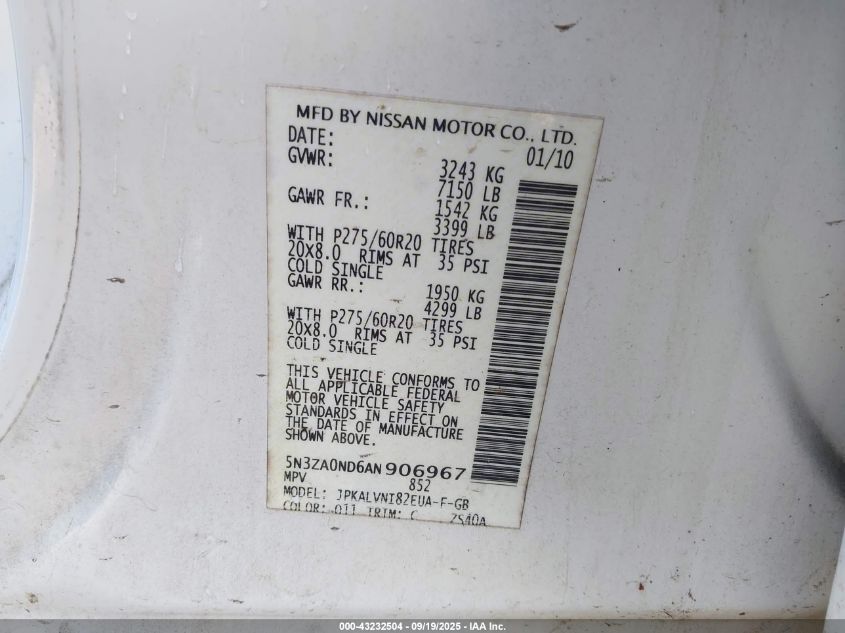 MFD BY NISSAN MOTOR CO., LTD.
DATE: 01/10
GVWR: 3243 KG
7150 LB
GAWR FR.: 1542 KG
3399 LB
WITH P275/60R20 TIRES
20X8.0 RIMS AT 35 PSI
COLD SINGLE
GAWR RR.: 1950 KG
4299 LB
WITH P275/60R20 TIRES
20X8.0 RIMS AT 35 PSI
COLD SINGLE
THIS VEHICLE CONFORMS TO
ALL APPLICABLE FEDERAL
MOTOR VEHICLE SAFETY
STANDARDS IN EFFECT ON
THE DATE OF MANUFACTURE
SHOWN ABOVE.
5N3ZA0ND6AN906967
MPV 852
MODEL: JPKALVNI82EUA-F-GB
COLOR: Q11 TRIM: C ZS40A
000-43232504 - 09/19/2025 - IAA Inc.